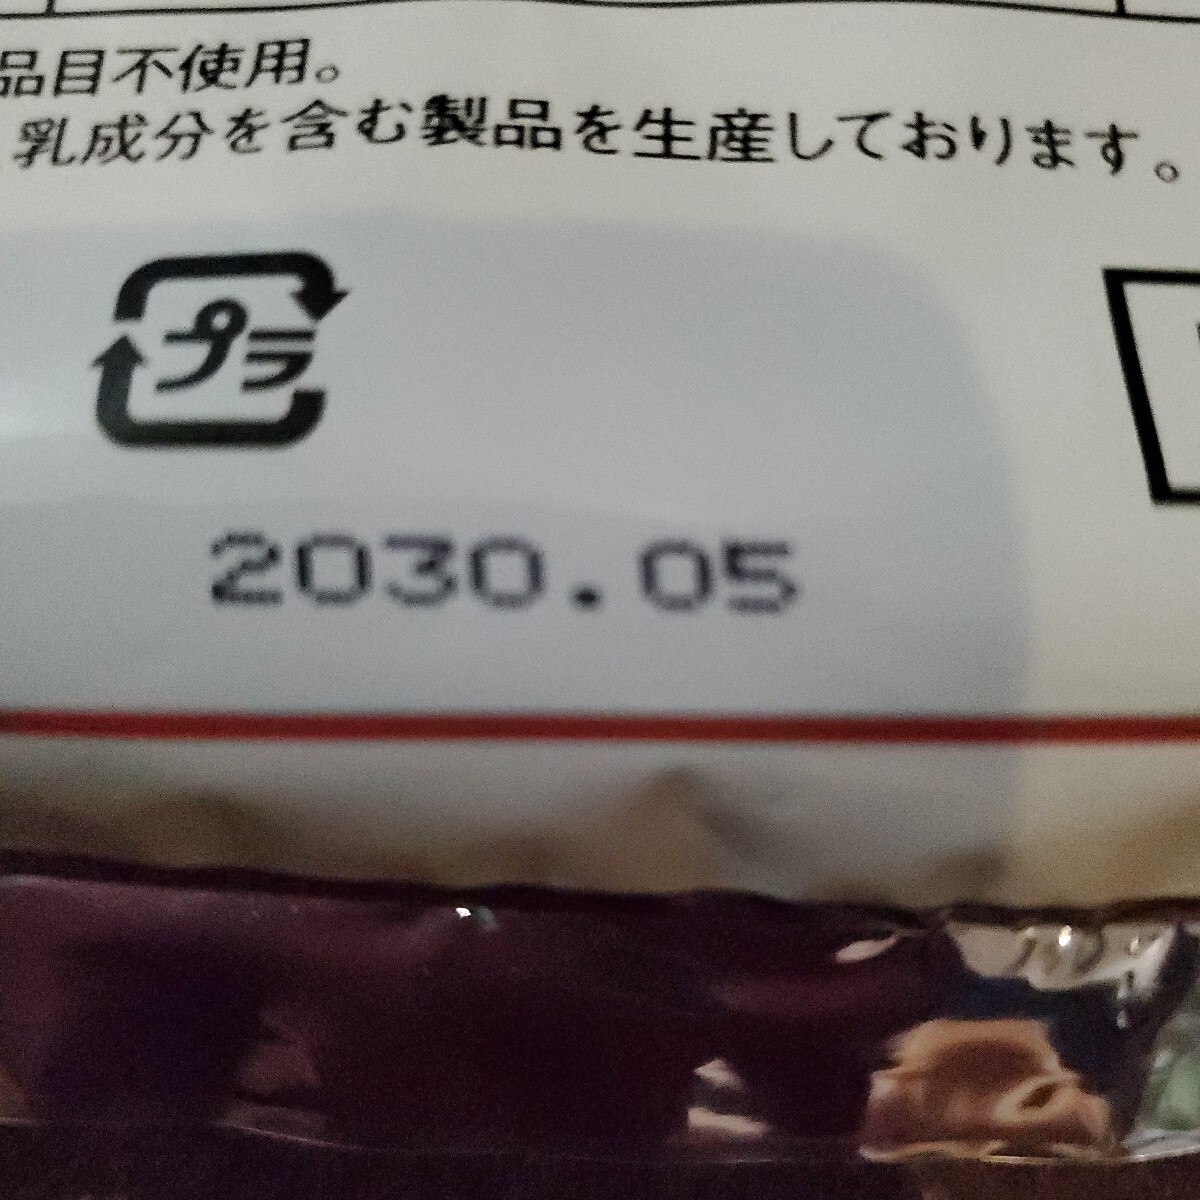 品目不使用。
乳成分を含む製品を生産しております。
プラ
2030.05